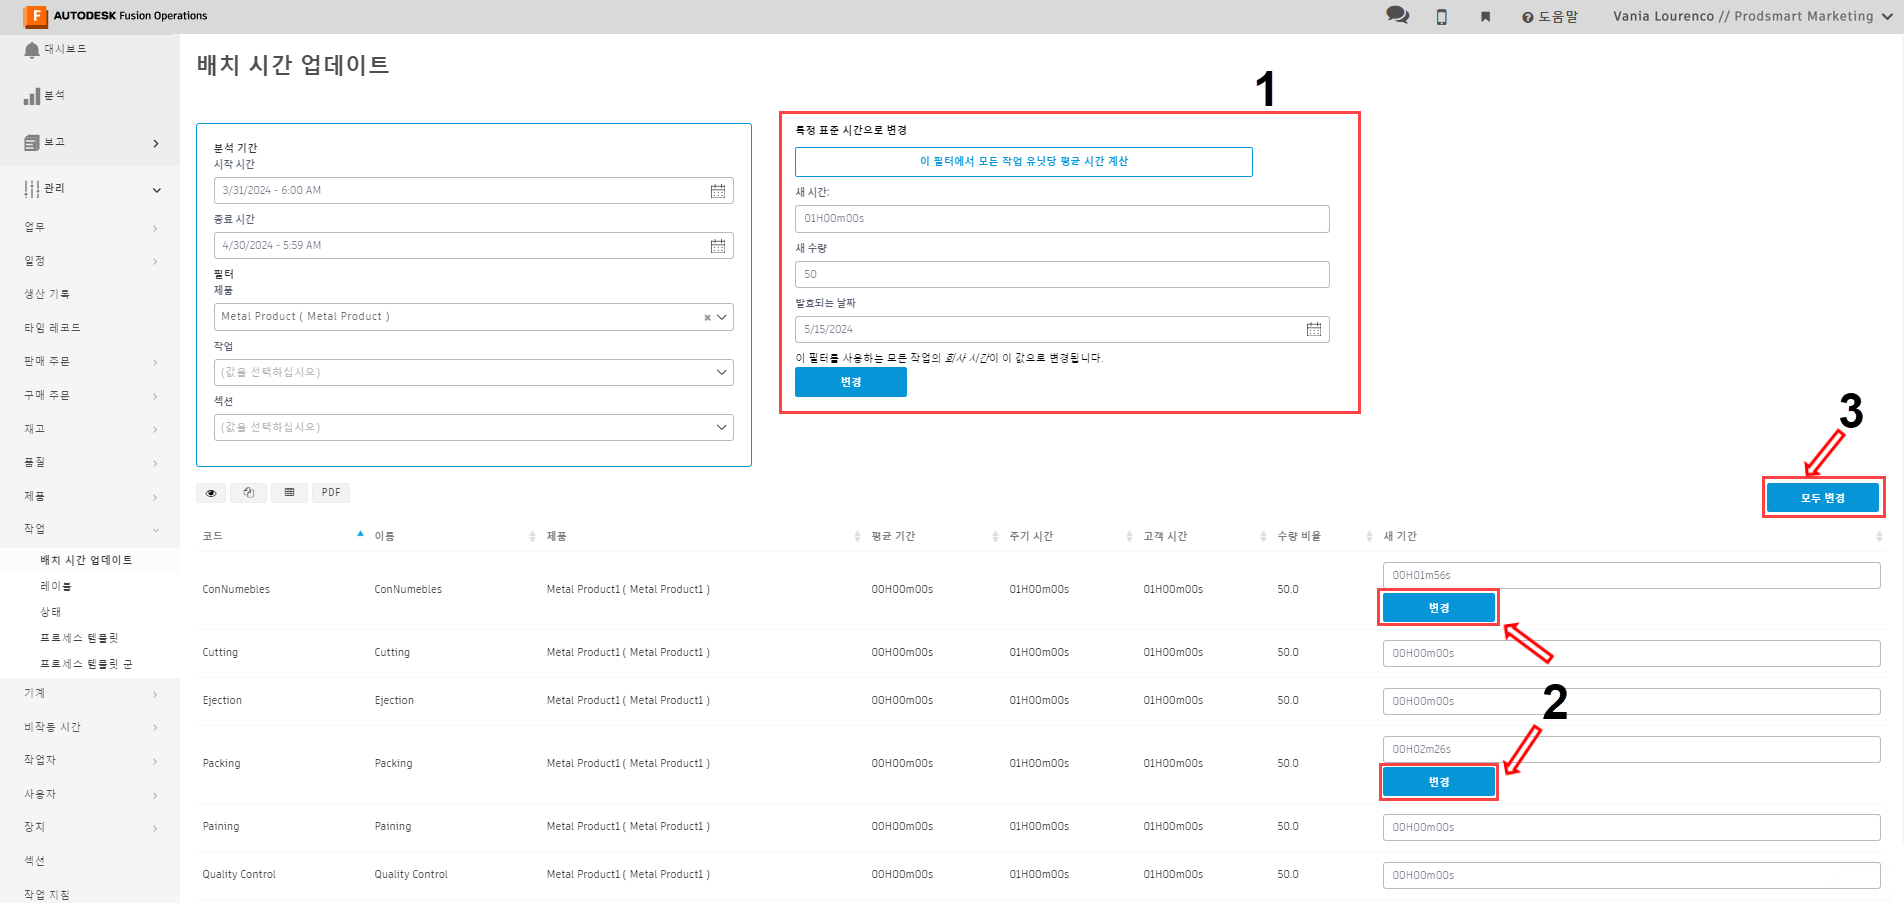 AUTODESK Fusion Operations
도움말
Vania Lourenco // Prodsmart Marketing
대시보드
분석
보고
관리
업무
일정
생산 기록
타임 레코드
판매 주문
구매 주문
재고
품질
제품
작업
배치 시간 업데이트
레이블
상태
프로세스 템플릿
프로세스 템플릿 군
기계
비작동 시간
작업자
사용자
장치
섹션
작업 지침
배치 시간 업데이트
분석 기간
시작 시간
3/31/2024 - 6:00 AM
종료 시간
4/30/2024 - 5:59 AM
필터
제품
Metal Product ( Metal Product )
작업
(값을 선택하십시오)
섹션
(값을 선택하십시오)
1
특정 표준 시간으로 변경
이 필터에서 모든 작업 유닛당 평균 시간 계산
새 시간:
01H00m00s
새 수량
50
발효되는 날짜
5/15/2024
이 필터를 사용하는 모든 작업의 회사 시간이 이 값으로 변경됩니다.
변경
3
모두 변경
PDF
코드 이름 제품 평균 기간 주기 시간 고객 시간 수량 비율 새 기간
ConNumebles ConNumebles Metal Product1 ( Metal Product1 ) 00H00m00s 01H00m00s 01H00m00s 50.0 00H01m56s
변경
Cutting Cutting Metal Product1 ( Metal Product1 ) 00H00m00s 01H00m00s 01H00m00s 50.0 00H00m00s
Ejection Ejection Metal Product1 ( Metal Product1 ) 00H00m00s 01H00m00s 01H00m00s 50.0 00H00m00s
2
Packing Packing Metal Product1 ( Metal Product1 ) 00H00m00s 01H00m00s 01H00m00s 50.0 00H02m26s
변경
Paining Paining Metal Product1 ( Metal Product1 ) 00H00m00s 01H00m00s 01H00m00s 50.0 00H00m00s
Quality Control Quality Control Metal Product1 ( Metal Product1 ) 00H00m00s 01H00m00s 01H00m00s 50.0 00H00m00s